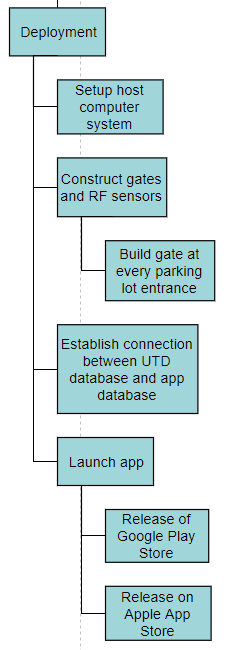 Deployment
Setup host
computer
system
Construct gates
and RF sensors
Build gate at
every parking
lot entrance
Establish connection
between UTD
database and app
database
Launch app
Release of
Google Play
Store
Release on
Apple App
Store